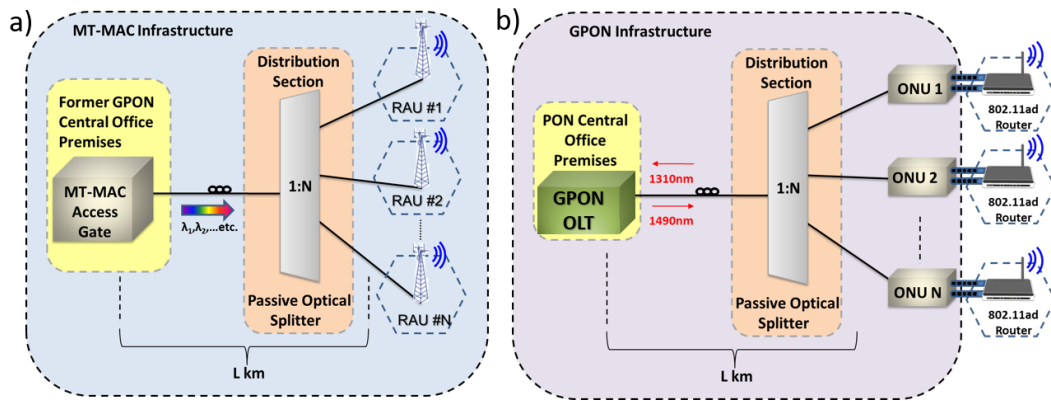 a)
MT-MAC Infrastructure
Former GPON
Central Office
Premises
MT-MAC
Access
Gate
λ₁,λ₂,...etc.
Distribution
Section
1:N
Passive Optical
Splitter
RAU #1
RAU #2
RAU #N
L km
b)
GPON Infrastructure
PON Central
Office
Premises
GPON
OLT
1310nm
1490nm
Distribution
Section
1:N
Passive Optical
Splitter
ONU 1
802.11ad
Router
ONU 2
802.11ad
Router
ONU N
802.11ad
Router
L km